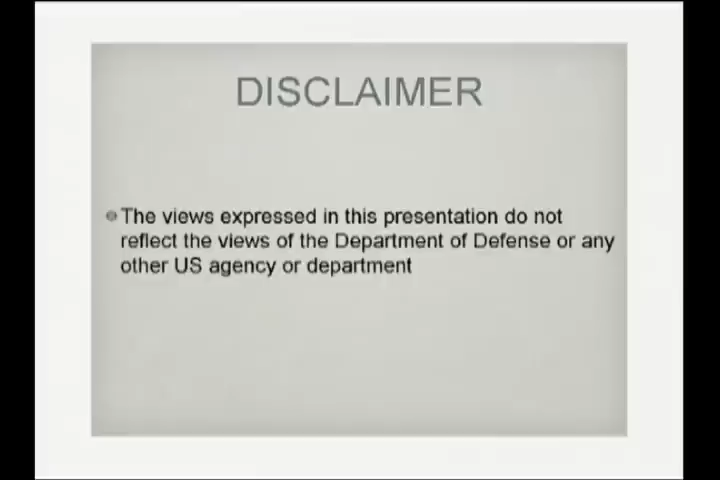 DISCLAIMER
The views expressed in this presentation do not
reflect the views of the Department of Defense or any
other US agency or department